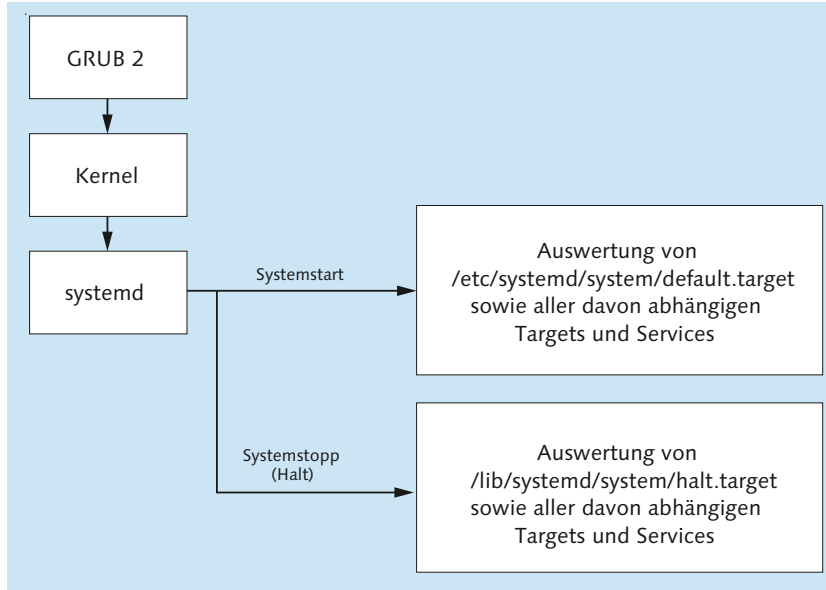 GRUB 2
Kernel
systemd
Systemstart
Auswertung von
/etc/systemd/system/default.target
sowie aller davon abhängigen
Targets und Services
Systemstopp
(Halt)
Auswertung von
/lib/systemd/system/halt.target
sowie aller davon abhängigen
Targets und Services